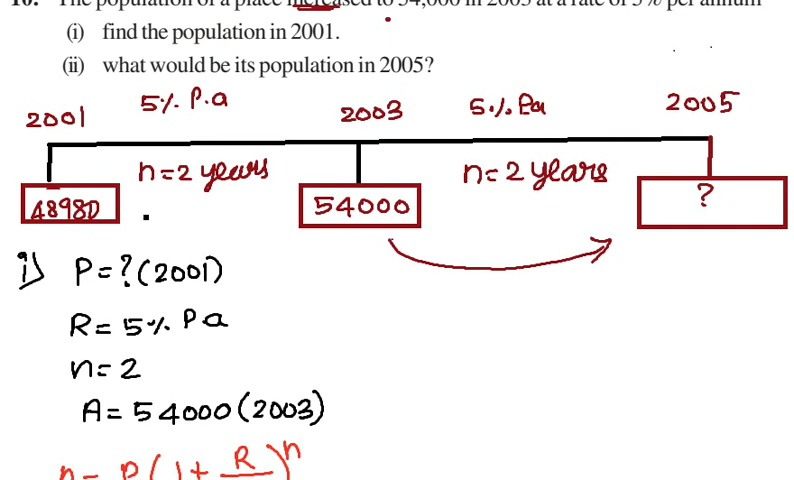 10. The population of a place increased to 54,000 in 2003 at a rate of 5% per annum
(i) find the population in 2001.
(ii) what would be its population in 2005?
2001 5% P.a 2003 5% Pa 2005
n=2 years n=2 years
48980 54000 ?
i) P=?(2001)
R= 5% Pa
n= 2
A= 54000(2003)
P(1+ R)n